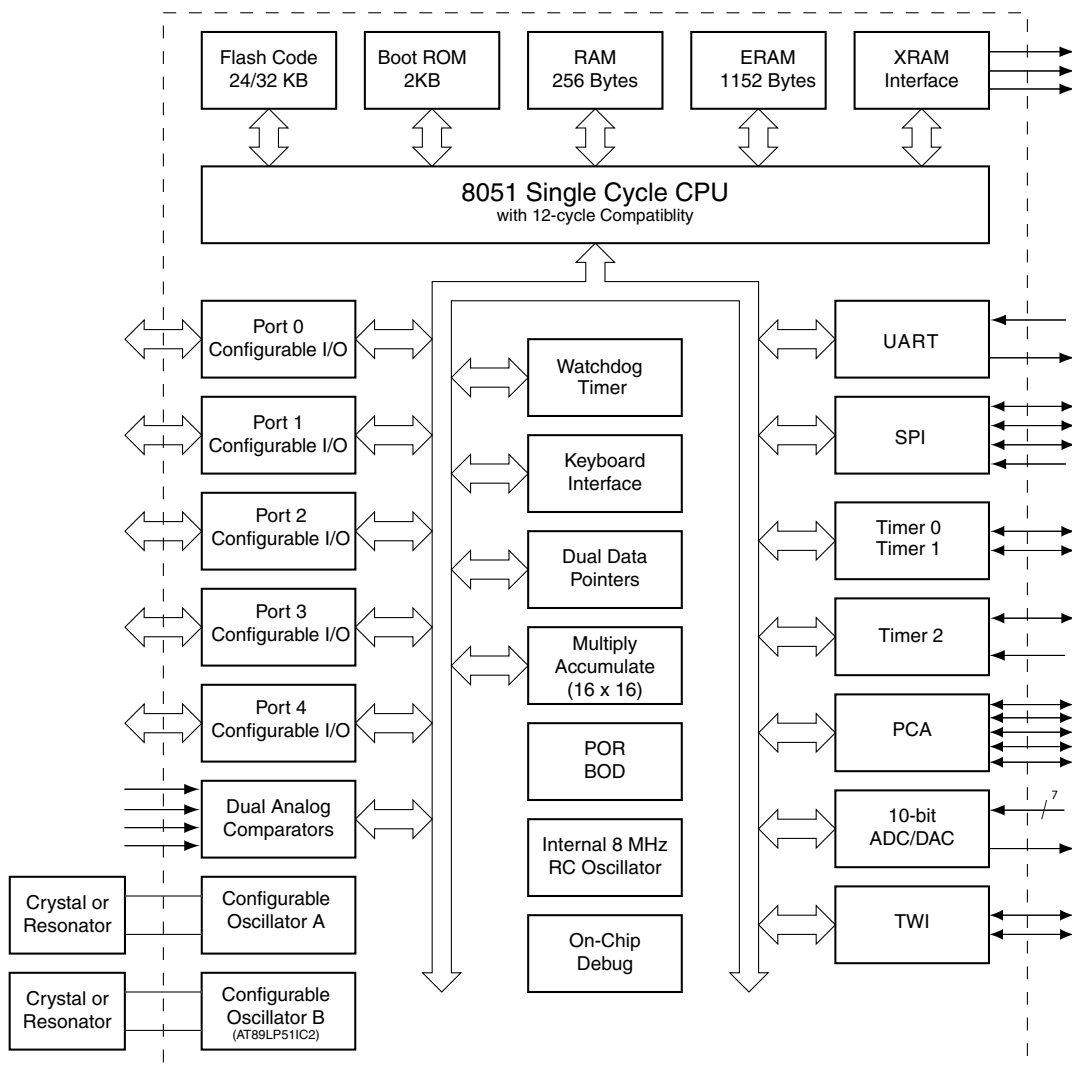 Flash Code
24/32 KB
Boot ROM
2KB
RAM
256 Bytes
ERAM
1152 Bytes
XRAM
Interface
8051 Single Cycle CPU
with 12-cycle Compatiblity
Port 0
Configurable I/O
Port 1
Configurable I/O
Port 2
Configurable I/O
Port 3
Configurable I/O
Port 4
Configurable I/O
Dual Analog
Comparators
Crystal or
Resonator
Configurable
Oscillator A
Crystal or
Resonator
Configurable
Oscillator B
(AT89LP51IC2)
Watchdog
Timer
Keyboard
Interface
Dual Data
Pointers
Multiply
Accumulate
(16 x 16)
POR
BOD
Internal 8 MHz
RC Oscillator
On-Chip
Debug
UART
SPI
Timer 0
Timer 1
Timer 2
PCA
10-bit
ADC/DAC
7
TWI